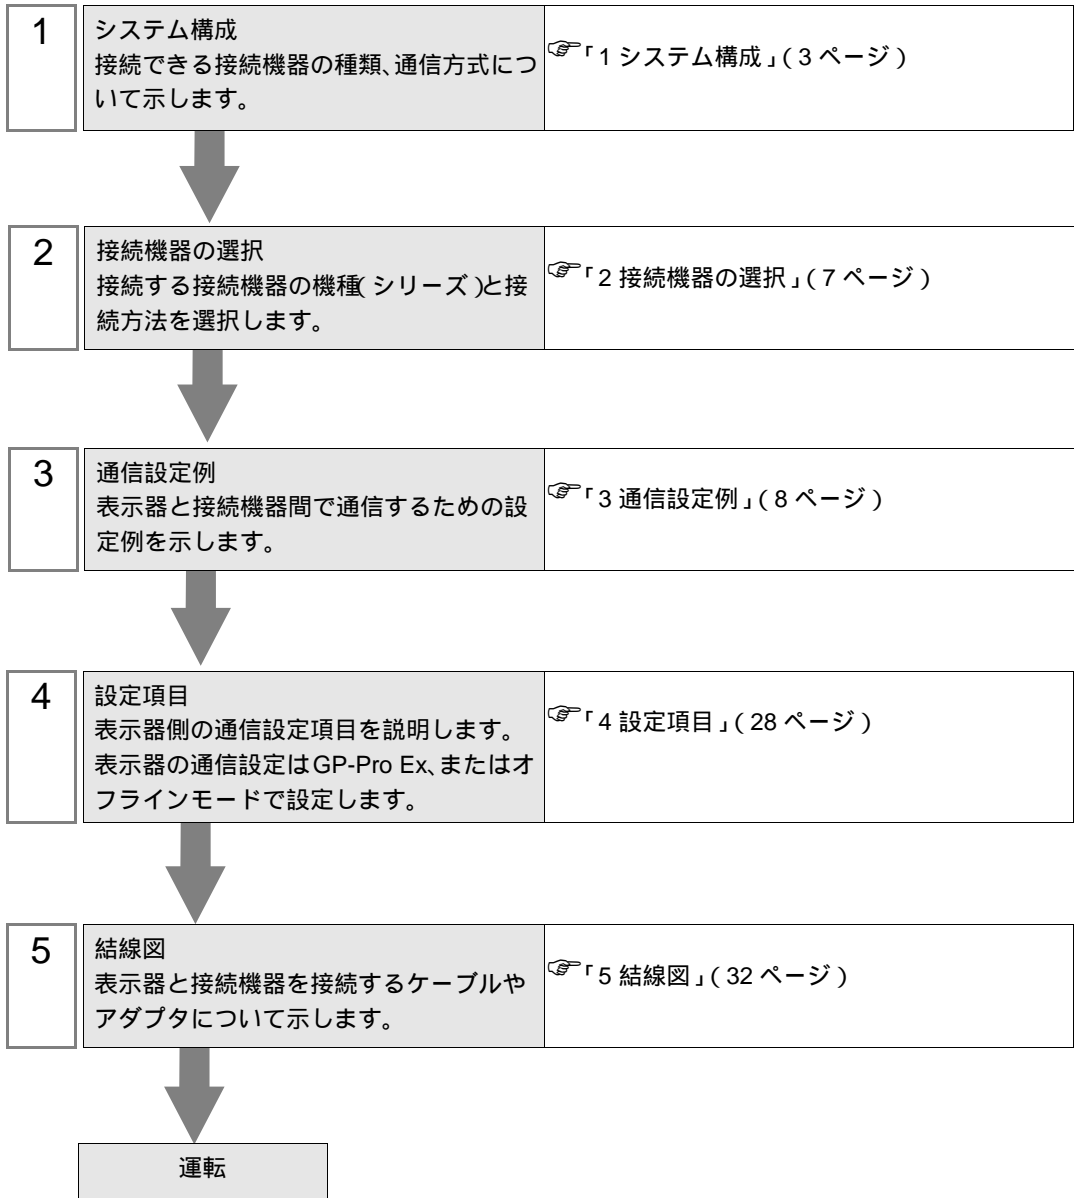 1
システム構成
接続できる接続機器の種類、通信方式につ
いて示します。
☞「1 システム構成」(3 ページ)
2
接続機器の選択
接続する接続機器の機種(シリーズ)と接
続方法を選択します。
☞「2 接続機器の選択」(7 ページ)
3
通信設定例
表示器と接続機器間で通信するための設
定例を示します。
☞「3 通信設定例」(8 ページ)
4
設定項目
表示器側の通信設定項目を説明します。
表示器の通信設定はGP-Pro Ex、またはオ
フラインモードで設定します。
☞「4 設定項目」(28 ページ)
5
結線図
表示器と接続機器を接続するケーブルや
アダプタについて示します。
☞「5 結線図」(32 ページ)
運転